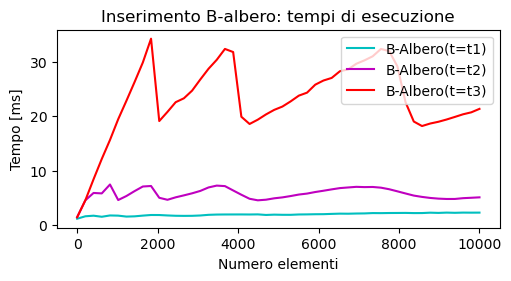 Inserimento B-albero: tempi di esecuzione
B-Albero(t=t1)
B-Albero(t=t2)
B-Albero(t=t3)
Tempo [ms]
30
20
10
0
0 2000 4000 6000 8000 10000
Numero elementi